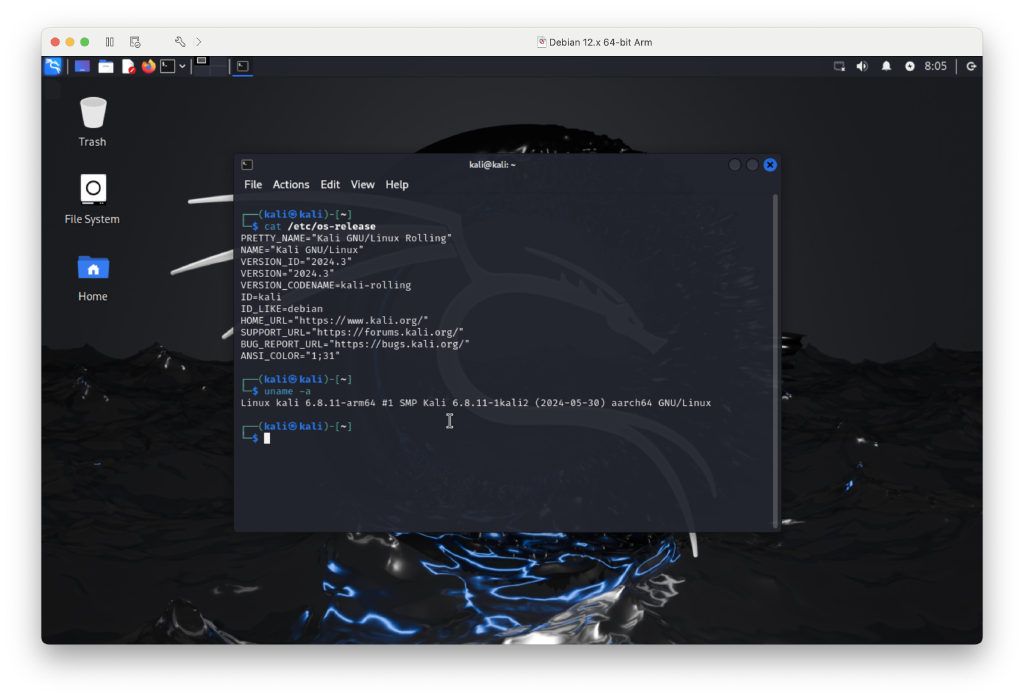 Debian 12.x 64-bit Arm
8:05
Trash
File System
Home
kali@kali: ~
File Actions Edit View Help
┌──(kali㉿kali)-[~]
└─$ cat /etc/os-release
PRETTY_NAME="Kali GNU/Linux Rolling"
NAME="Kali GNU/Linux"
VERSION_ID="2024.3"
VERSION="2024.3"
VERSION_CODENAME=kali-rolling
ID=kali
ID_LIKE=debian
HOME_URL="https://www.kali.org/"
SUPPORT_URL="https://forums.kali.org/"
BUG_REPORT_URL="https://bugs.kali.org/"
ANSI_COLOR="1;31"
┌──(kali㉿kali)-[~]
└─$ uname -a
Linux kali 6.8.11-arm64 #1 SMP Kali 6.8.11-1kali2 (2024-05-30) aarch64 GNU/Linux
┌──(kali㉿kali)-[~]
└─$